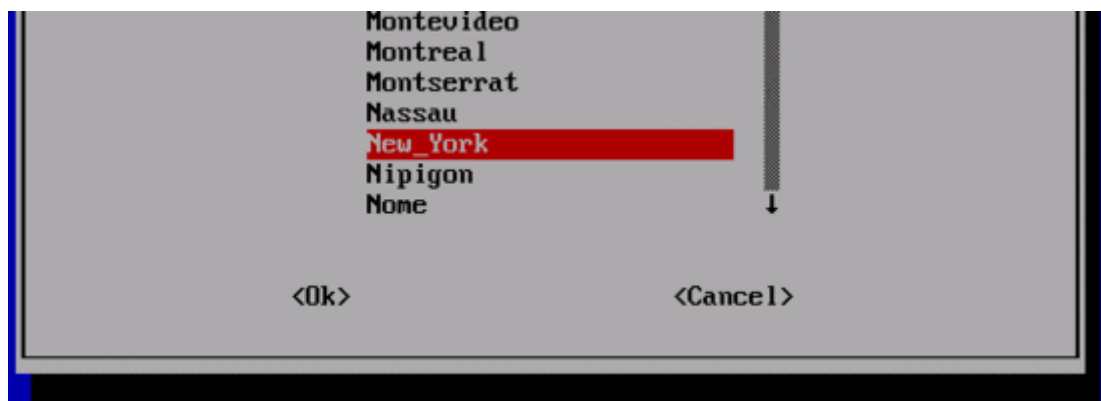 Montevideo
Montreal
Montserrat
Nassau
New_York
Nipigon
Nome
<Ok> <Cancel>